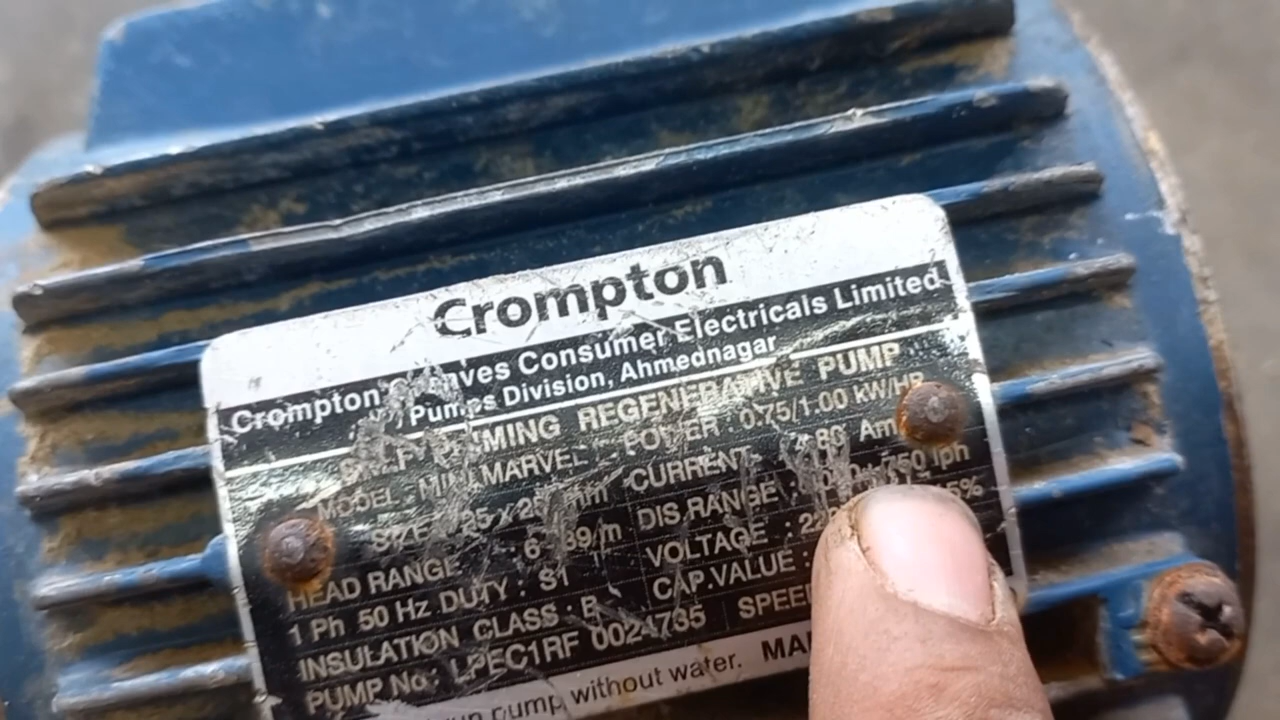 Crompton
Crompton Greaves Consumer Electricals Limited
Pumps Division, Ahmednagar
SELF PRIMING REGENERATIVE PUMP
MODEL : MINI MARVEL POWER : 0.75/1.00 kW/HP
SIZE : 25 x 25 mm CURRENT Am
HEAD RANGE : 6 - 39 m DIS.RANGE : 750 lph
1 Ph 50 Hz DUTY : S1 VOLTAGE :
INSULATION CLASS : B CAP.VALUE :
PUMP No : LPEC1RF 0024735 SPEED
run pump without water.